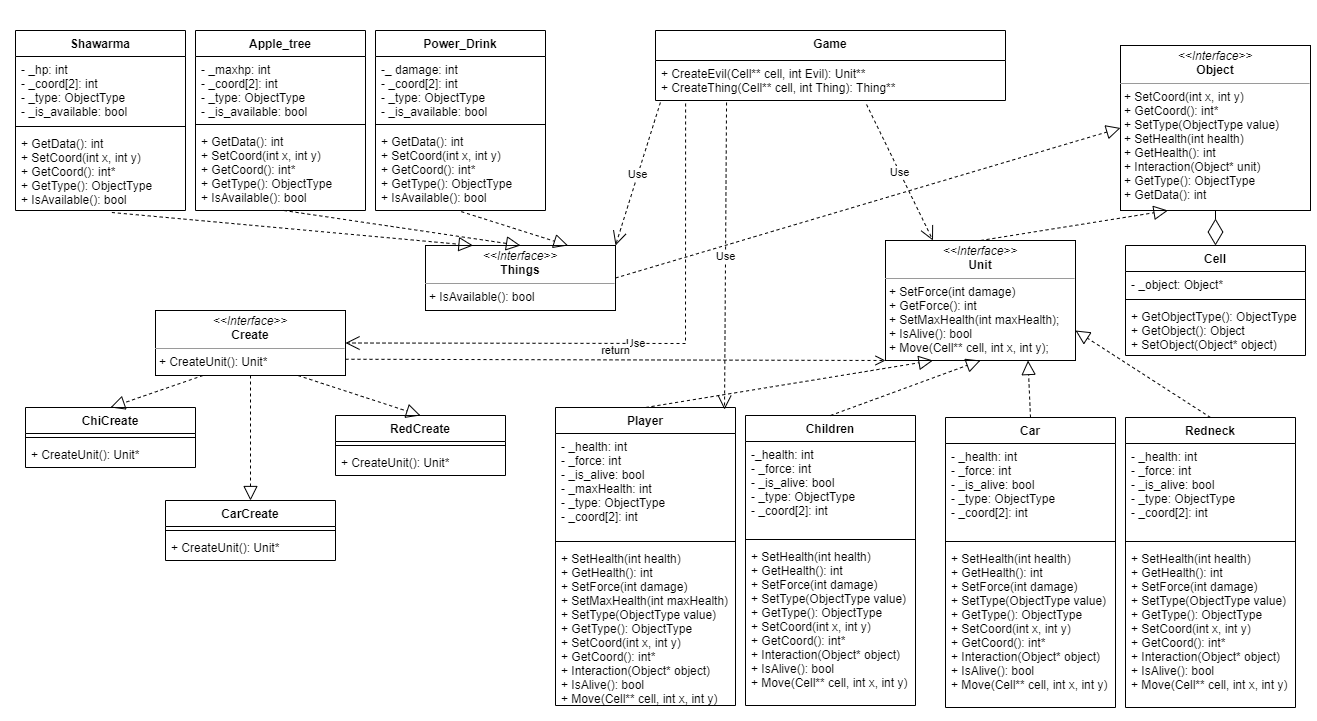 Shawarma
- _hp: int
- _coord[2]: int
- _type: ObjectType
- _is_available: bool
+ GetData(): int
+ SetCoord(int x, int y)
+ GetCoord: int*
+ GetType(): ObjectType
+ IsAvailable(): bool
Apple_tree
- _maxhp: int
- _coord[2]: int
- _type: ObjectType
- _is_available: bool
+ GetData(): int
+ SetCoord(int x, int y)
+ GetCoord: int*
+ GetType(): ObjectType
+ IsAvailable(): bool
Power_Drink
-_ damage: int
- _coord[2]: int
- _type: ObjectType
- _is_available: bool
+ GetData(): int
+ SetCoord(int x, int y)
+ GetCoord: int*
+ GetType(): ObjectType
+ IsAvailable(): bool
Game
+ CreateEvil(Cell** cell, int Evil): Unit**
+ CreateThing(Cell** cell, int Thing): Thing**
<<Interface>>
Object
+ SetCoord(int x, int y)
+ GetCoord(): int*
+ SetType(ObjectType value)
+ SetHealth(int health)
+ GetHealth(): int
+ Interaction(Object* unit)
+ GetType(): ObjectType
+ GetData(): int
Use
Use
Use
<<Interface>>
Things
+ IsAvailable(): bool
<<Interface>>
Unit
+ SetForce(int damage)
+ GetForce(): int
+ SetMaxHealth(int maxHealth);
+ IsAlive(): bool
+ Move(Cell** cell, int x, int y);
Cell
- _object: Object*
+ GetObjectType(): ObjectType
+ GetObject(): Object
+ SetObject(Object* object)
<<Interface>>
Create
+ CreateUnit(): Unit*
Use
return
ChiCreate
+ CreateUnit(): Unit*
RedCreate
+ CreateUnit(): Unit*
CarCreate
+ CreateUnit(): Unit*
Player
- _health: int
- _force: int
- _is_alive: bool
- _maxHealth: int
- _type: ObjectType
- _coord[2]: int
+ SetHealth(int health)
+ GetHealth(): int
+ SetForce(int damage)
+ SetMaxHealth(int maxHealth)
+ SetType(ObjectType value)
+ GetType(): ObjectType
+ SetCoord(int x, int y)
+ GetCoord(): int*
+ Interaction(Object* object)
+ IsAlive(): bool
+ Move(Cell** cell, int x, int y)
Children
-_health: int
- _force: int
- _is_alive: bool
- _type: ObjectType
- _coord[2]: int
+ SetHealth(int health)
+ GetHealth(): int
+ SetForce(int damage)
+ SetType(ObjectType value)
+ GetType(): ObjectType
+ SetCoord(int x, int y)
+ GetCoord(): int*
+ Interaction(Object* object)
+ IsAlive(): bool
+ Move(Cell** cell, int x, int y)
Car
- _health: int
- _force: int
- _is_alive: bool
- _type: ObjectType
- _coord[2]: int
+ SetHealth(int health)
+ GetHealth(): int
+ SetForce(int damage)
+ SetType(ObjectType value)
+ GetType(): ObjectType
+ SetCoord(int x, int y)
+ GetCoord(): int*
+ Interaction(Object* object)
+ IsAlive(): bool
+ Move(Cell** cell, int x, int y)
Redneck
- _health: int
- _force: int
- _is_alive: bool
- _type: ObjectType
- _coord[2]: int
+ SetHealth(int health)
+ GetHealth(): int
+ SetForce(int damage)
+ SetType(ObjectType value)
+ GetType(): ObjectType
+ SetCoord(int x, int y)
+ GetCoord(): int*
+ Interaction(Object* object)
+ IsAlive(): bool
+ Move(Cell** cell, int x, int y)